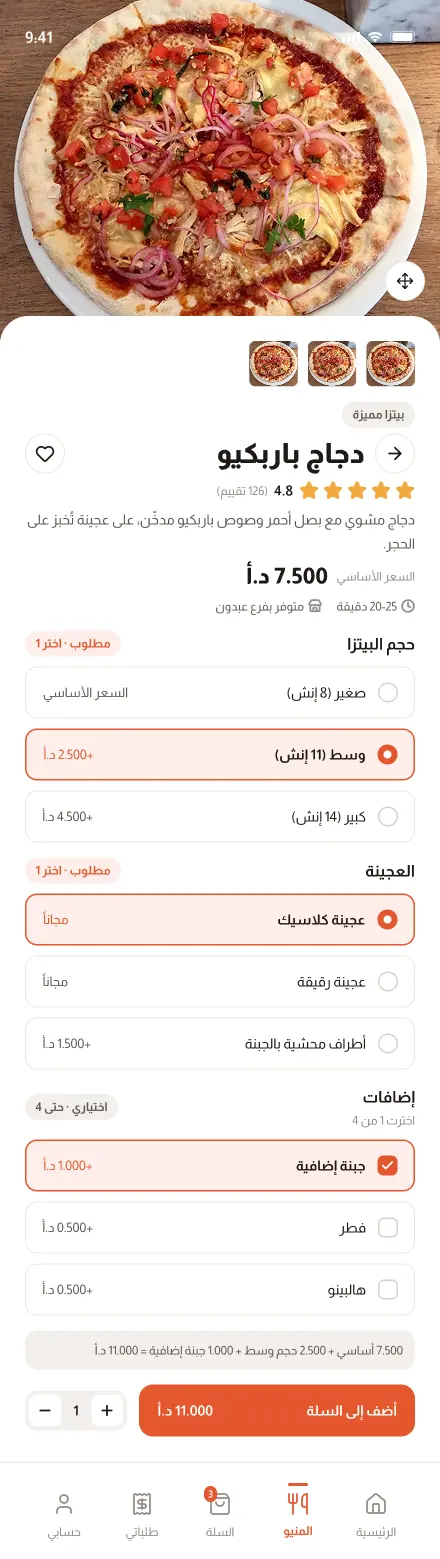 9:41
بيتزا مميزة
دجاج باربكيو
4.8 (126 تقييم)
دجاج مشوي مع بصل أحمر وصوص باربكيو مدخّن، على عجينة تُخبز على
الحجر.
السعر الأساسي 7.500 د.أ
20-25 دقيقة متوفر بفرع عبدون
حجم البيتزا مطلوب · اختر 1
صغير (8 إنش) السعر الأساسي
وسط (11 إنش) +2.500 د.أ
كبير (14 إنش) +4.500 د.أ
العجينة مطلوب · اختر 1
عجينة كلاسيك مجاناً
عجينة رقيقة مجاناً
أطراف محشية بالجبنة +1.500 د.أ
إضافات اختياري · حتى 4
اخترت 1 من 4
جبنة إضافية +1.000 د.أ
فطر +0.500 د.أ
هالبينو +0.500 د.أ
7.500 أساسي + 2.500 حجم وسط + 1.000 جبنة إضافية = 11.000 د.أ
أضف إلى السلة 11.000 د.أ + 1 −
3
الرئيسية المنيو السلة طلباتي حسابي